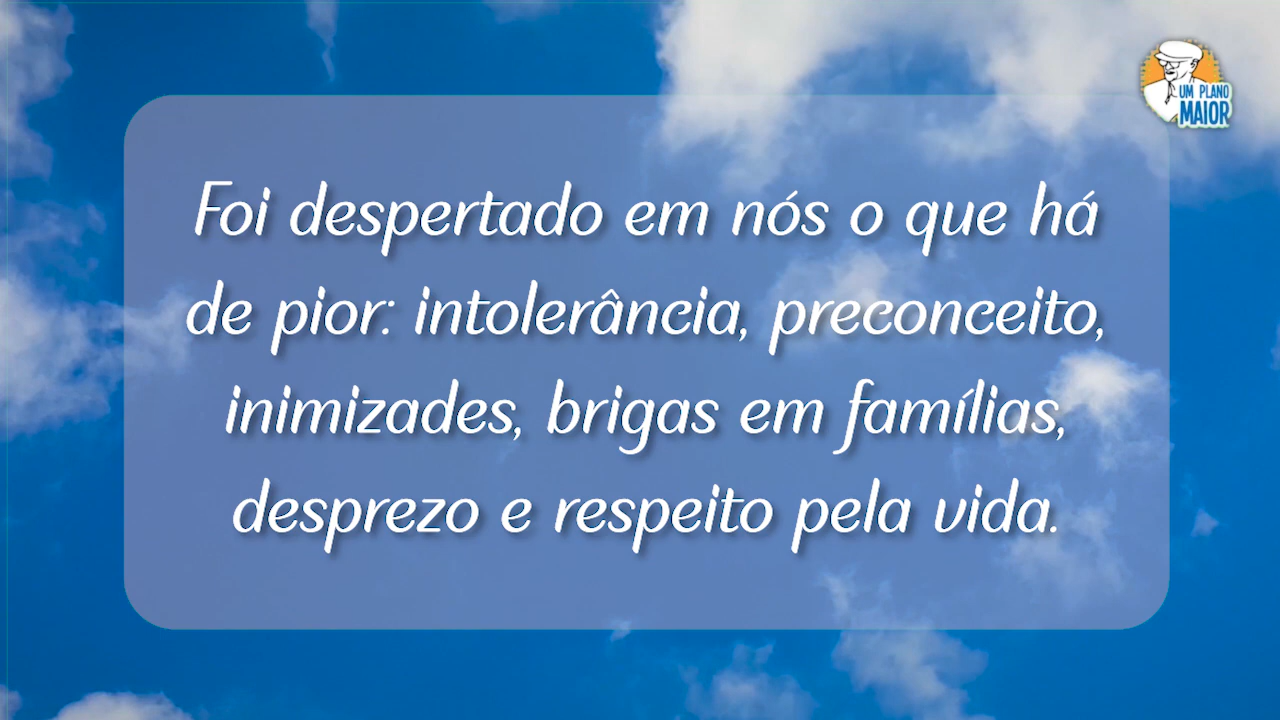 UM PLANO
MAIOR
Foi despertado em nós o que há
de pior: intolerância, preconceito,
inimizades, brigas em famílias,
desprezo e respeito pela vida.